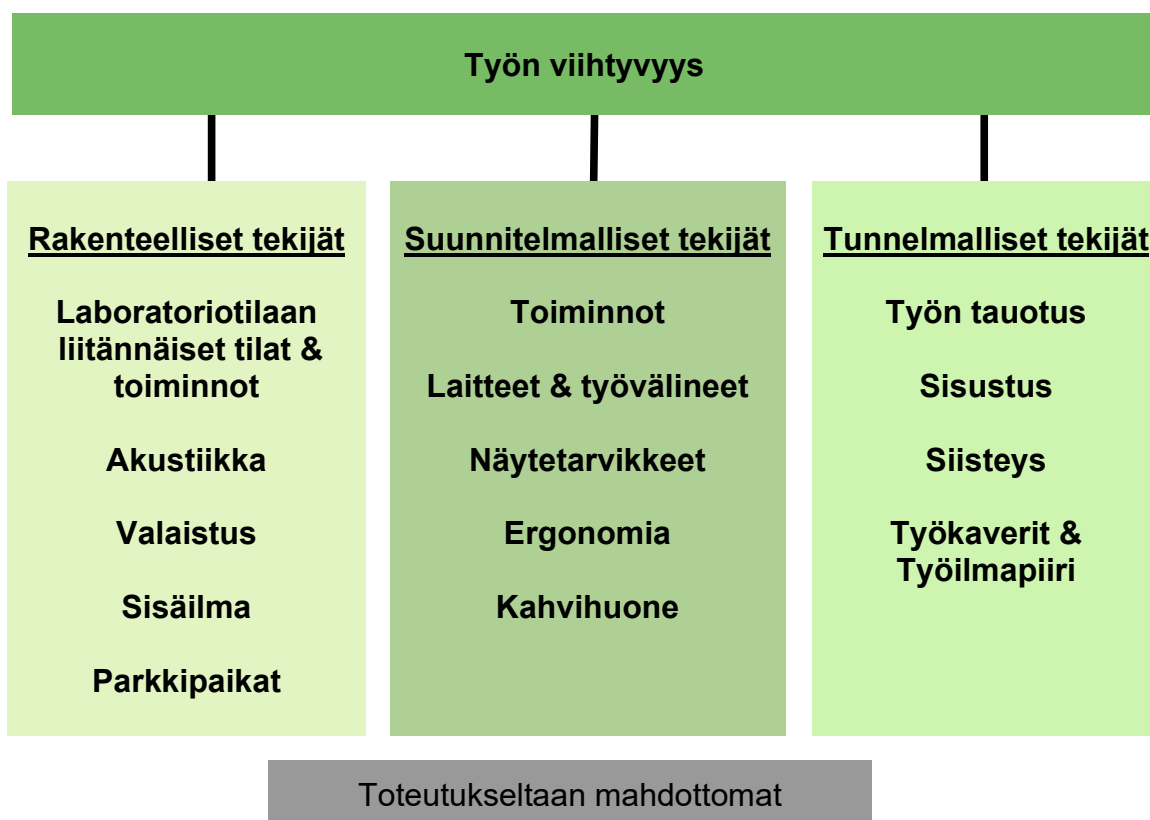 Työn viihtyvyys
Rakenteelliset tekijät
Laboratoriotilaan
liitännäiset tilat &
toiminnot
Akustiikka
Valaistus
Sisäilma
Parkkipaikat
Suunnitelmalliset tekijät
Toiminnot
Laitteet & työvälineet
Näytetarvikkeet
Ergonomia
Kahvihuone
Tunnelmalliset tekijät
Työn tauotus
Sisustus
Siisteys
Työkaverit &
Työilmapiiri
Toteutukseltaan mahdottomat